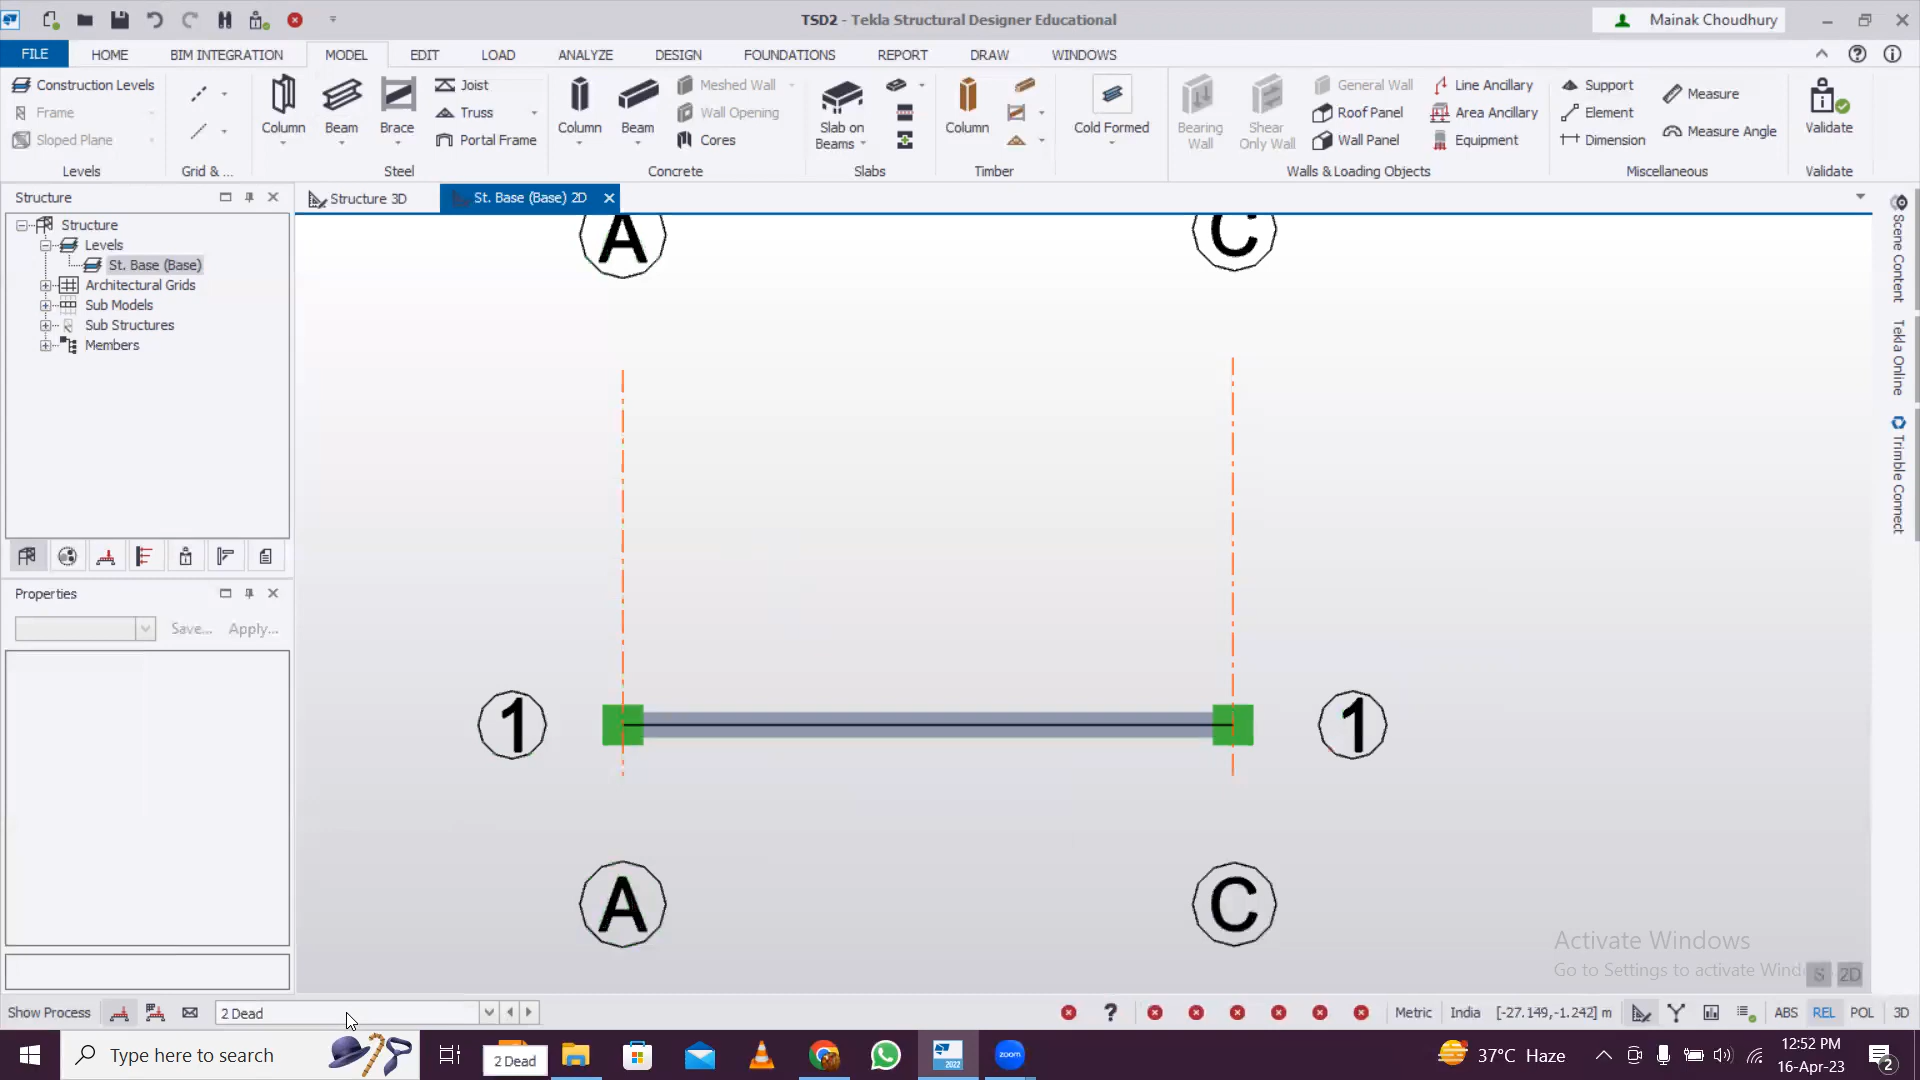 TSD2 - Tekla Structural Designer Educational
Mainak Choudhury
FILE HOME BIM INTEGRATION MODEL EDIT LOAD ANALYZE DESIGN FOUNDATIONS REPORT DRAW WINDOWS
Construction Levels
Frame
Sloped Plane
Levels
Grid & ...
Column
Beam
Brace
Joist
Truss
Portal Frame
Steel
Column
Beam
Meshed Wall
Wall Opening
Cores
Concrete
Slab on
Beams
Slabs
Column
Timber
Cold Formed
Bearing
Wall
Shear
Only Wall
General Wall
Roof Panel
Wall Panel
Line Ancillary
Area Ancillary
Equipment
Walls & Loading Objects
Support
Element
Dimension
Measure
Measure Angle
Miscellaneous
Validate
Validate
Structure
Structure
Levels
St. Base (Base)
Architectural Grids
Sub Models
Sub Structures
Members
Properties
Save... Apply...
Structure 3D
St. Base (Base) 2D
A C
1 1
A C
Scene Content
Tekla Online
Trimble Connect
Activate Windows
Go to Settings to activate Wind
S 2D
Show Process
2 Dead
Metric India [-27.149,-1.242] m ABS REL POL 3D
Type here to search
2 Dead
2022
zoom
37°C Haze
12:52 PM
16-Apr-23
2